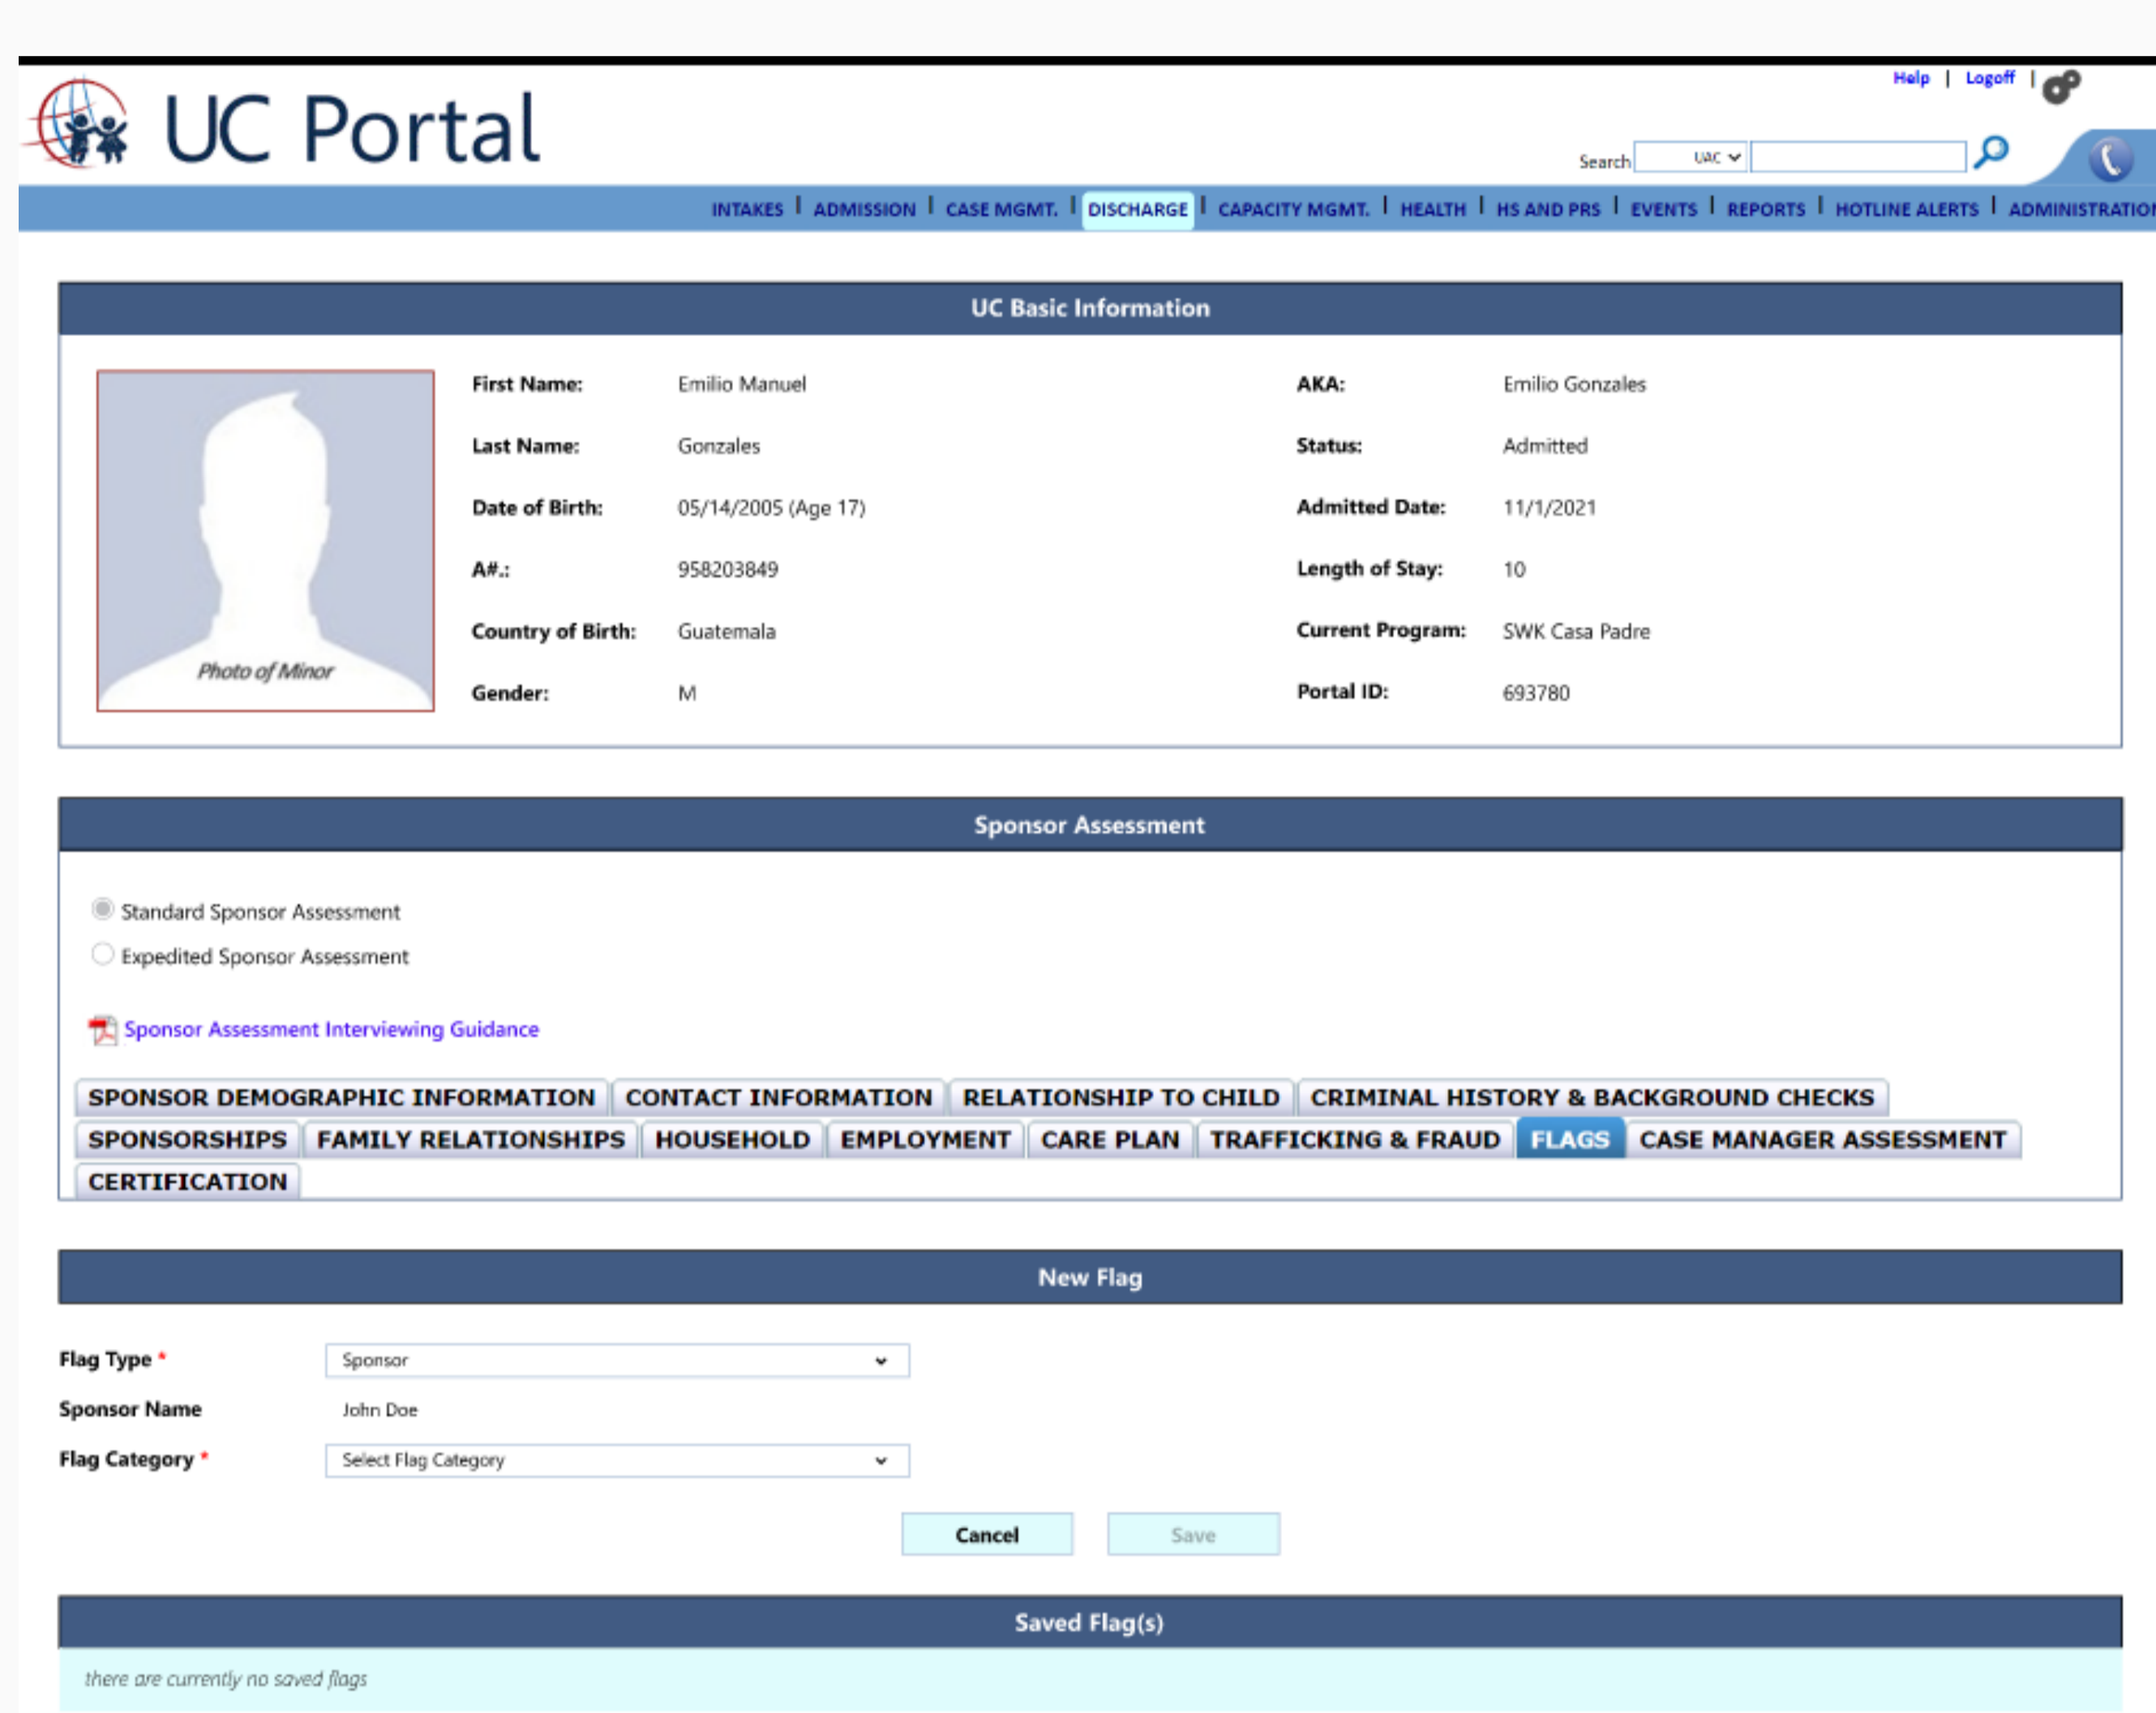 Help | Logoff |
UC Portal
Search UAC
INTAKES | ADMISSION | CASE MGMT. | DISCHARGE | CAPACITY MGMT. | HEALTH | HS AND PRS | EVENTS | REPORTS | HOTLINE ALERTS | ADMINISTRATION
UC Basic Information
First Name: Emilio Manuel AKA: Emilio Gonzales
Last Name: Gonzales Status: Admitted
Date of Birth: 05/14/2005 (Age 17) Admitted Date: 11/1/2021
A#.: 958203849 Length of Stay: 10
Country of Birth: Guatemala Current Program: SWK Casa Padre
Photo of Minor
Gender: M Portal ID: 693780
Sponsor Assessment
Standard Sponsor Assessment
Expedited Sponsor Assessment
Sponsor Assessment Interviewing Guidance
SPONSOR DEMOGRAPHIC INFORMATION CONTACT INFORMATION RELATIONSHIP TO CHILD CRIMINAL HISTORY & BACKGROUND CHECKS
SPONSORSHIPS FAMILY RELATIONSHIPS HOUSEHOLD EMPLOYMENT CARE PLAN TRAFFICKING & FRAUD FLAGS CASE MANAGER ASSESSMENT
CERTIFICATION
New Flag
Flag Type * Sponsor
Sponsor Name John Doe
Flag Category * Select Flag Category
Cancel Save
Saved Flag(s)
there are currently no saved flags